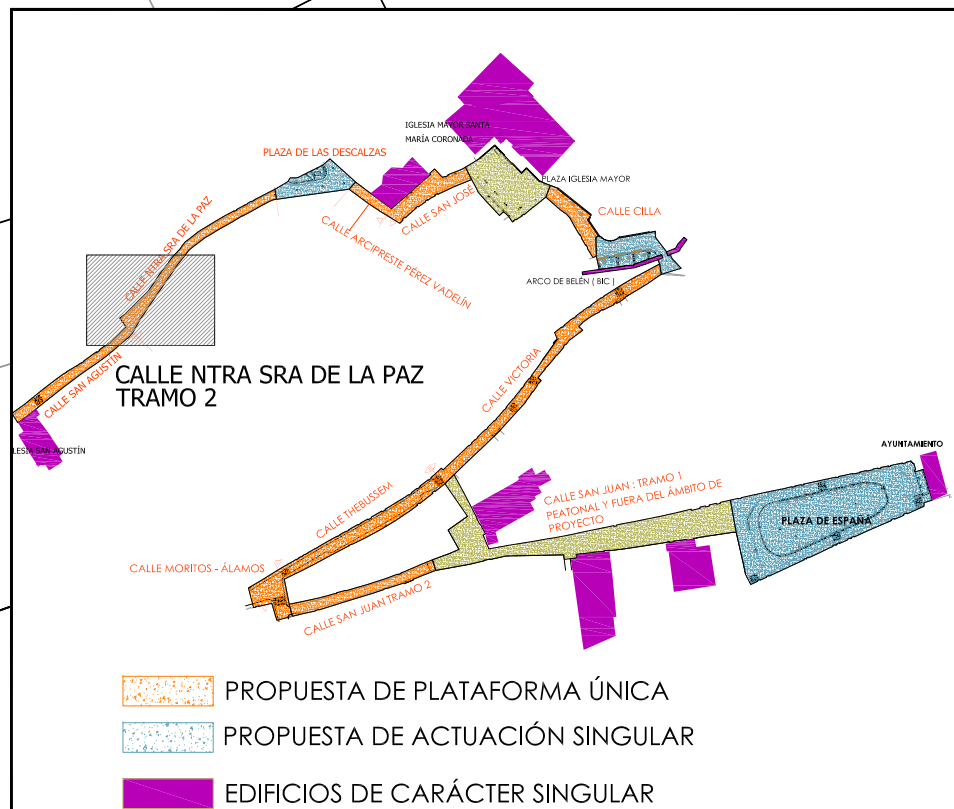 IGLESIA MAYOR SANTA
MARÍA CORONADA
PLAZA DE LAS DESCALZAS
PLAZA IGLESIA MAYOR
CALLE SAN JOSÉ
CALLE CILLA
CALLE ARCIPRESTE PÉREZ VADELÍN
CALLE NTRA SRA DE LA PAZ
ARCO DE BELÉN ( BIC )
CALLE NTRA SRA DE LA PAZ
TRAMO 2
CALLE SAN AGUSTIN
LESIA SAN AGUSTÍN
CALLE VICTORIA
AYUNTAMIENTO
CALLE SAN JUAN : TRAMO 1
PEATONAL Y FUERA DEL ÁMBITO DE
PROYECTO
PLAZA DE ESPAÑA
CALLE THEBUSSEM
CALLE MORITOS - ÁLAMOS
CALLE SAN JUAN TRAMO 2
PROPUESTA DE PLATAFORMA ÚNICA
PROPUESTA DE ACTUACIÓN SINGULAR
EDIFICIOS DE CARÁCTER SINGULAR